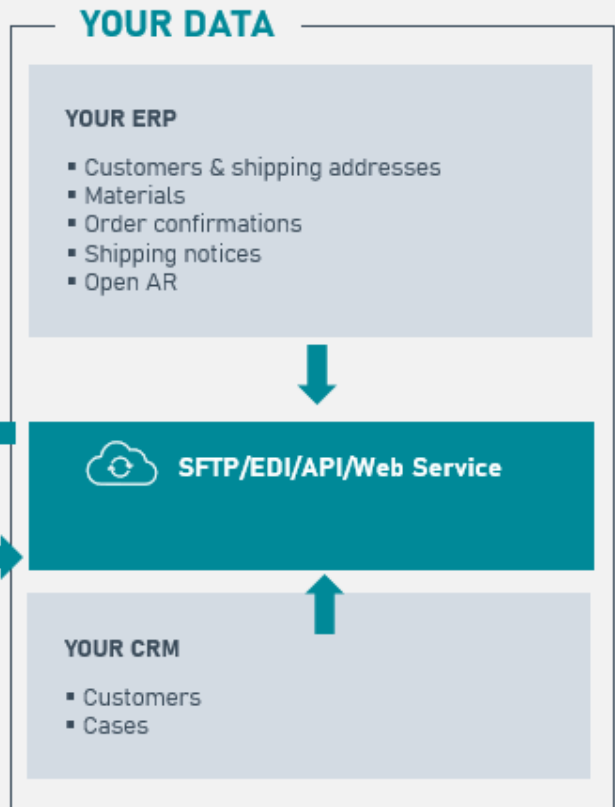 YOUR DATA
YOUR ERP
▪ Customers & shipping addresses
▪ Materials
▪ Order confirmations
▪ Shipping notices
▪ Open AR
SFTP/EDI/API/Web Service
YOUR CRM
▪ Customers
▪ Cases